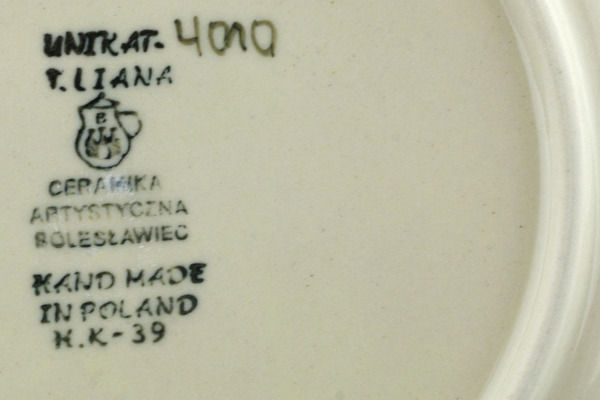 UNIKAT-4010
T.LIANA
B
CERAMIKA
ARTYSTYCZNA
BOLESŁAWIEC
HAND MADE
IN POLAND
H.K-39